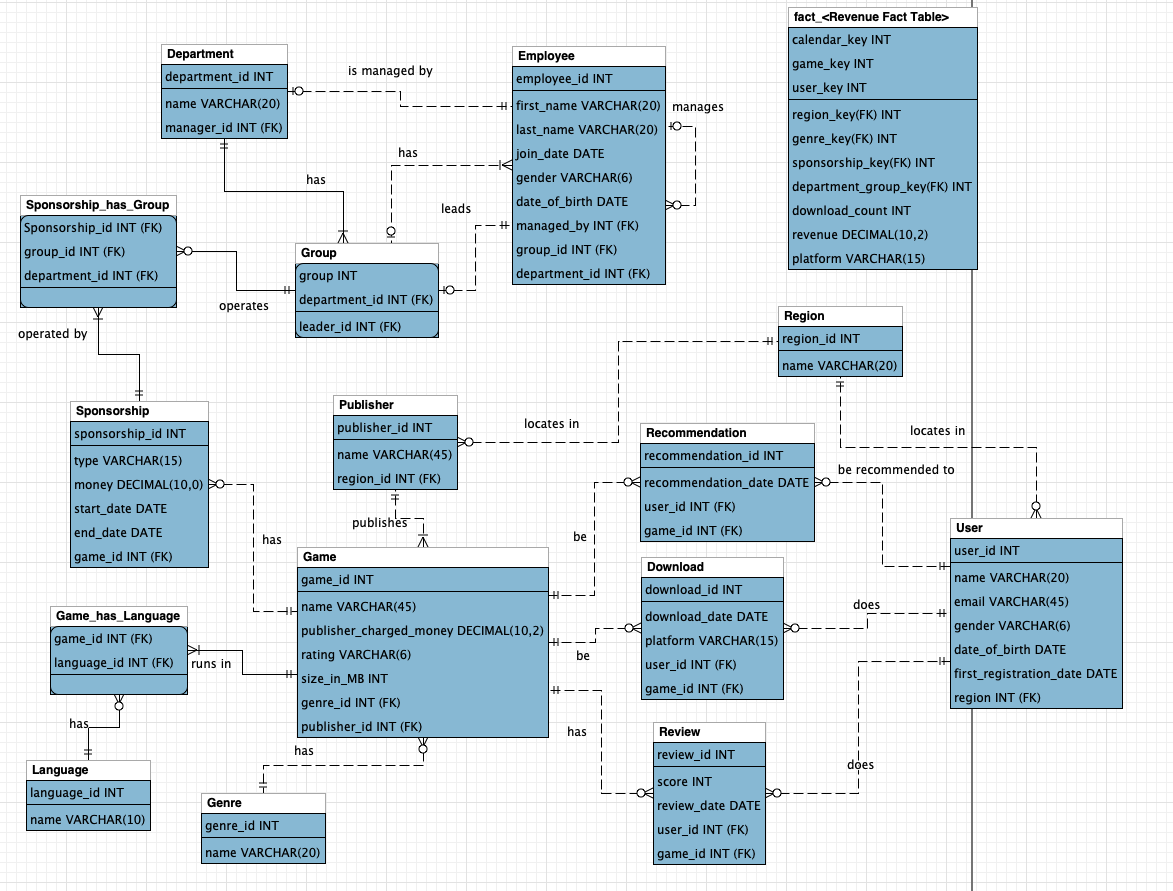 fact_<Revenue Fact Table>
calendar_key INT
game_key INT
user_key INT
region_key(FK) INT
genre_key(FK) INT
sponsorship_key(FK) INT
department_group_key(FK) INT
download_count INT
revenue DECIMAL(10,2)
platform VARCHAR(15)
Department
department_id INT
name VARCHAR(20)
manager_id INT (FK)
is managed by
Employee
employee_id INT
first_name VARCHAR(20)
last_name VARCHAR(20)
join_date DATE
gender VARCHAR(6)
date_of_birth DATE
managed_by INT (FK)
group_id INT (FK)
department_id INT (FK)
manages
has
has
leads
Sponsorship_has_Group
Sponsorship_id INT (FK)
group_id INT (FK)
department_id INT (FK)
Group
group INT
department_id INT (FK)
leader_id INT (FK)
operates
operated by
Region
region_id INT
name VARCHAR(20)
Sponsorship
sponsorship_id INT
type VARCHAR(15)
money DECIMAL(10,0)
start_date DATE
end_date DATE
game_id INT (FK)
Publisher
publisher_id INT
name VARCHAR(45)
region_id INT (FK)
locates in
locates in
Recommendation
recommendation_id INT
recommendation_date DATE
user_id INT (FK)
game_id INT (FK)
be recommended to
publishes
has
be
User
user_id INT
name VARCHAR(20)
email VARCHAR(45)
gender VARCHAR(6)
date_of_birth DATE
first_registration_date DATE
region INT (FK)
Game
game_id INT
name VARCHAR(45)
publisher_charged_money DECIMAL(10,2)
rating VARCHAR(6)
size_in_MB INT
genre_id INT (FK)
publisher_id INT (FK)
Download
download_id INT
download_date DATE
platform VARCHAR(15)
user_id INT (FK)
game_id INT (FK)
does
be
Game_has_Language
game_id INT (FK)
language_id INT (FK)
runs in
has
has
has
does
Review
review_id INT
score INT
review_date DATE
user_id INT (FK)
game_id INT (FK)
Language
language_id INT
name VARCHAR(10)
Genre
genre_id INT
name VARCHAR(20)